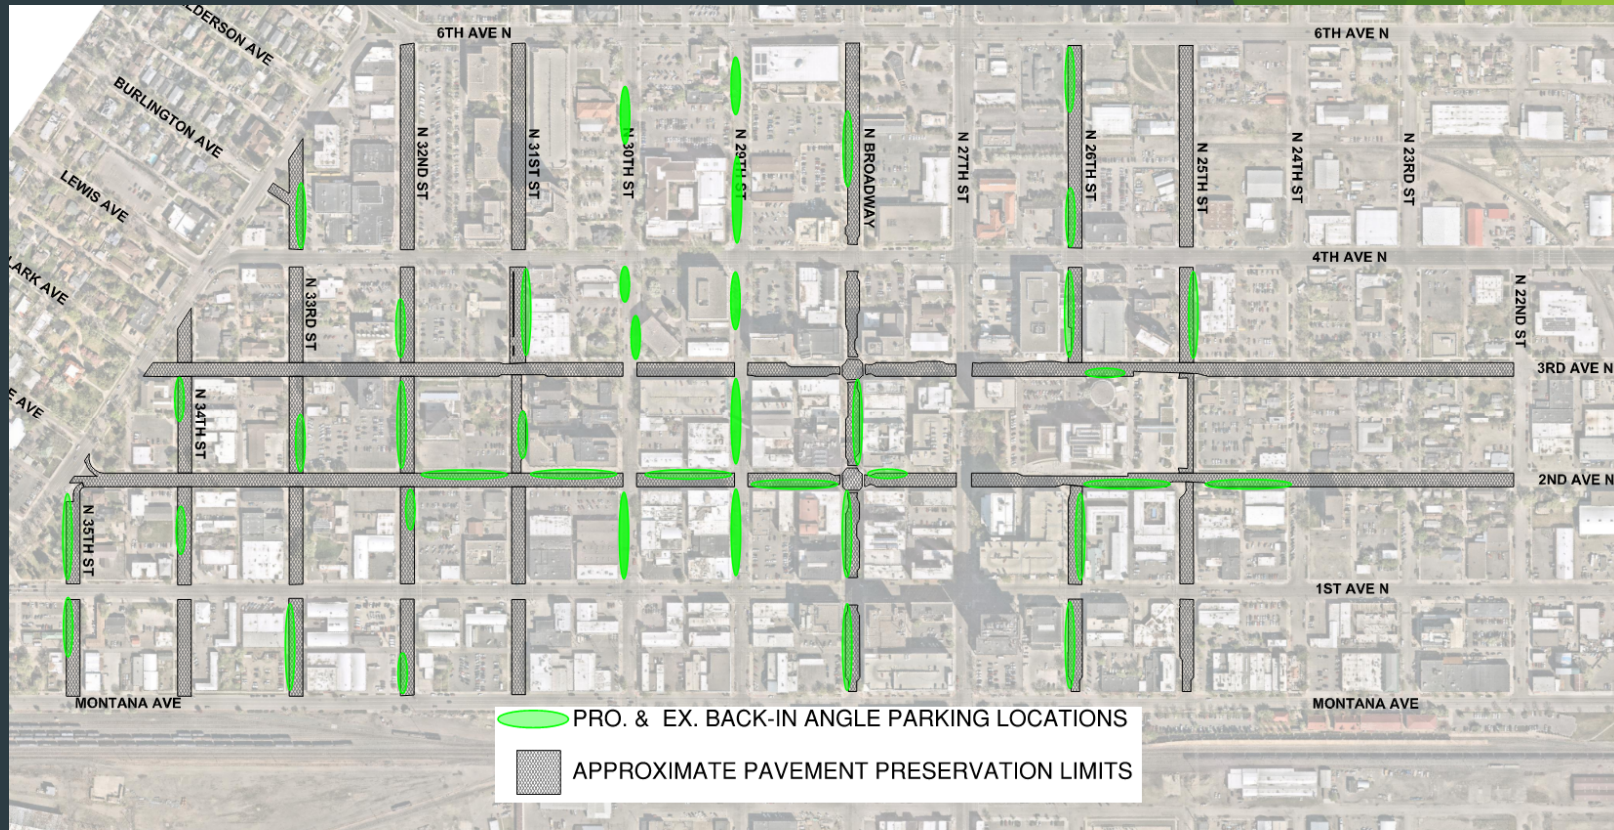 ALDERSON AVE
6TH AVE N
6TH AVE N
BURLINGTON AVE
LEWIS AVE
N 32ND ST
N 31ST ST
N 30TH ST
N 29TH ST
N BROADWAY
N 27TH ST
N 26TH ST
N 25TH ST
N 24TH ST
N 23RD ST
4TH AVE N
LARK AVE
N 33RD ST
N 22ND ST
3RD AVE N
E AVE
N 34TH ST
2ND AVE N
N 35TH ST
1ST AVE N
MONTANA AVE
MONTANA AVE
PRO. & EX. BACK-IN ANGLE PARKING LOCATIONS
APPROXIMATE PAVEMENT PRESERVATION LIMITS